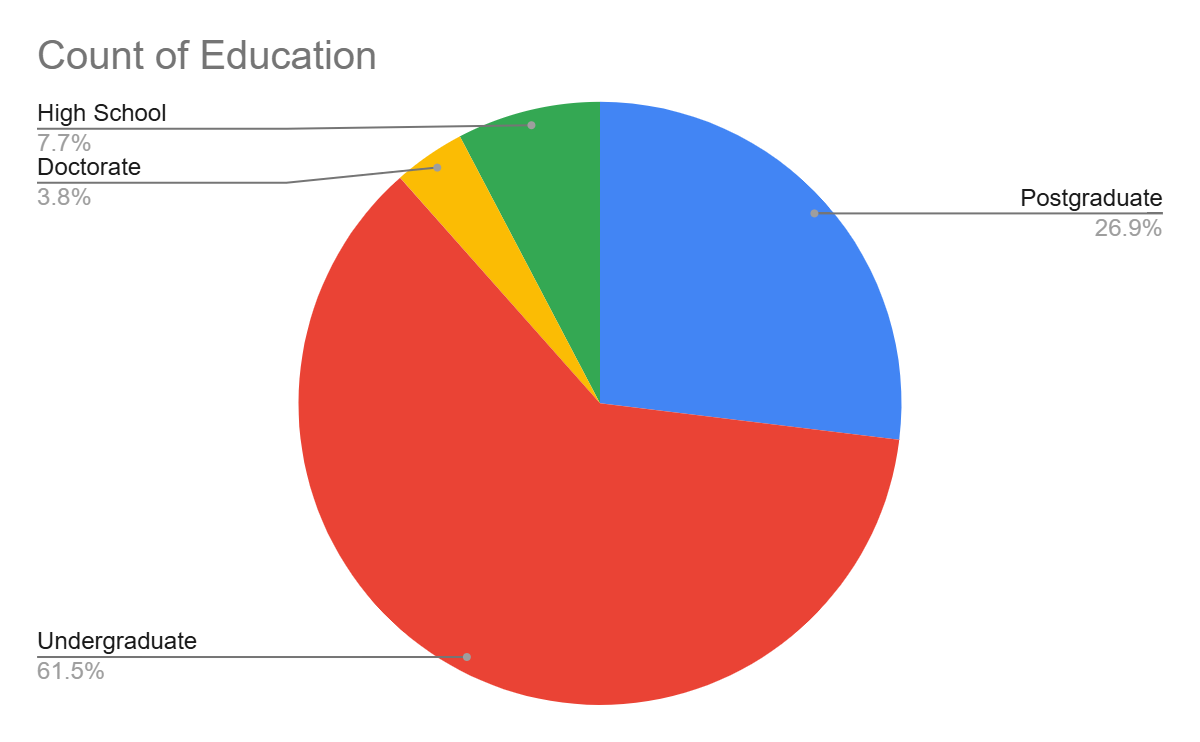 Count of Education
High School
7.7%
Doctorate
3.8%
Postgraduate
26.9%
Undergraduate
61.5%